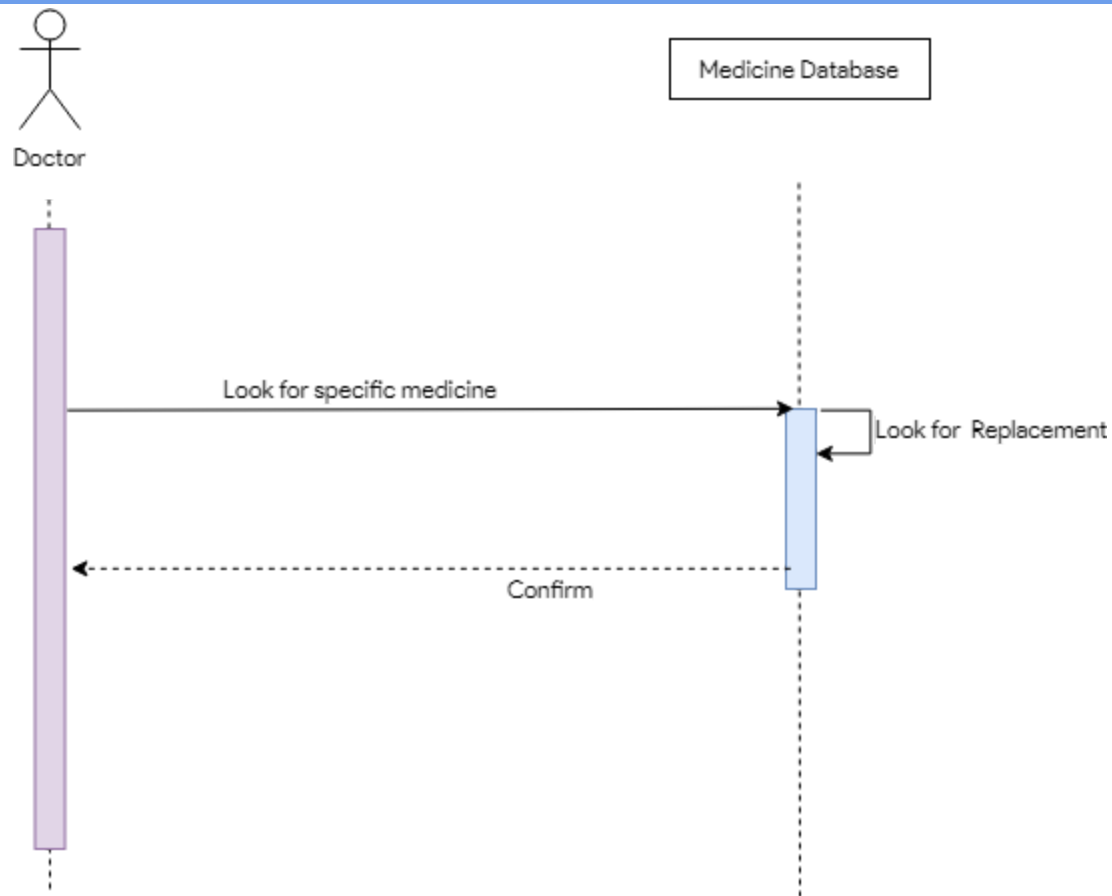 Medicine Database
Doctor
Look for specific medicine
Look for  Replacement
Confirm